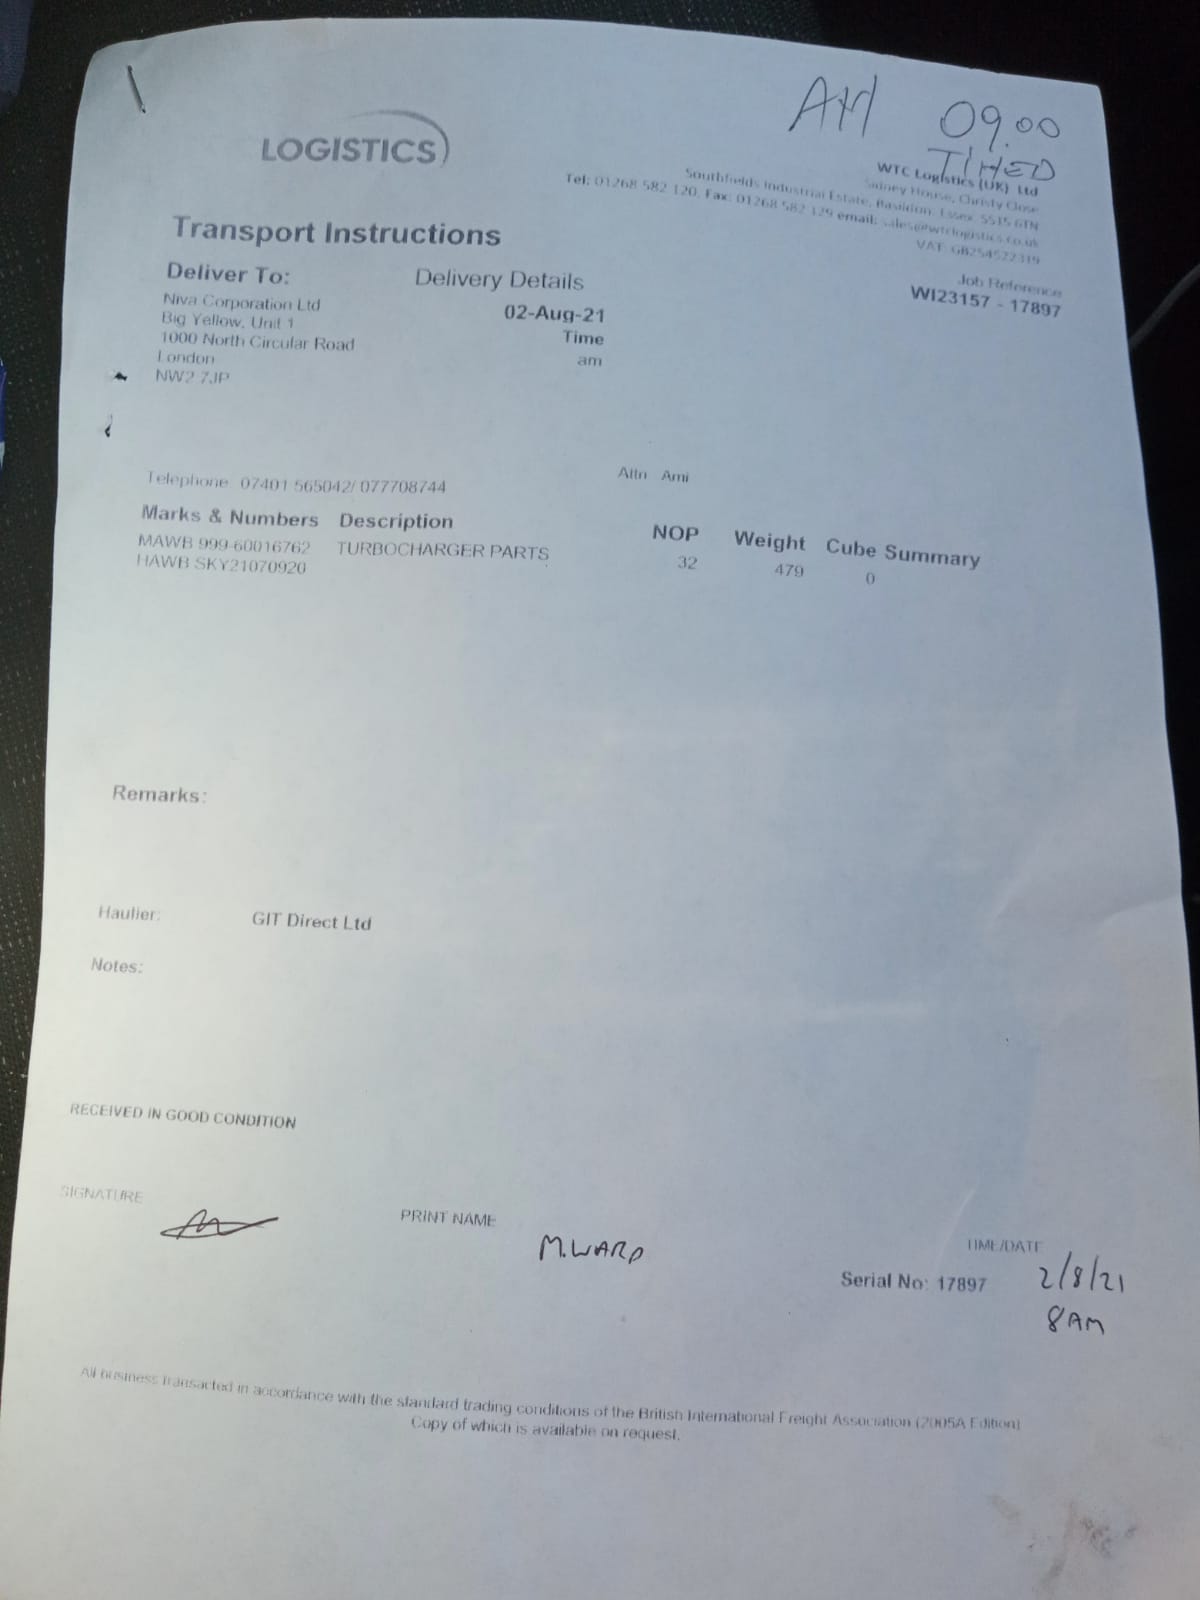 AM 09.00
TIMED
LOGISTICS
WTC Logistics (UK) Ltd
Sidney House, Christy Close
Southfields Industrial Estate, Basildon, Essex SS15 6TN
Tel: 01268 582 120, Fax: 01268 582 129 email: sales@wtclogistics.co.uk
VAT: GB254522319
Transport Instructions
Job Reference
WI23157 - 17897
Deliver To:
Niva Corporation Ltd
Big Yellow, Unit 1
1000 North Circular Road
London
NW2 7JP
Delivery Details
02-Aug-21
Time
am
Telephone 07401 565042/ 077708744
Attn Ami
Marks & Numbers Description NOP Weight Cube Summary
MAWB 999-60016762 TURBOCHARGER PARTS 32 479 0
HAWB SKY21070920
Remarks:
Haulier: GIT Direct Ltd
Notes:
RECEIVED IN GOOD CONDITION
SIGNATURE
PRINT NAME
M.WARD
TIME/DATE
Serial No: 17897
2/8/21
8AM
All business transacted in accordance with the standard trading conditions of the British International Freight Association (2005A Edition)
Copy of which is available on request.